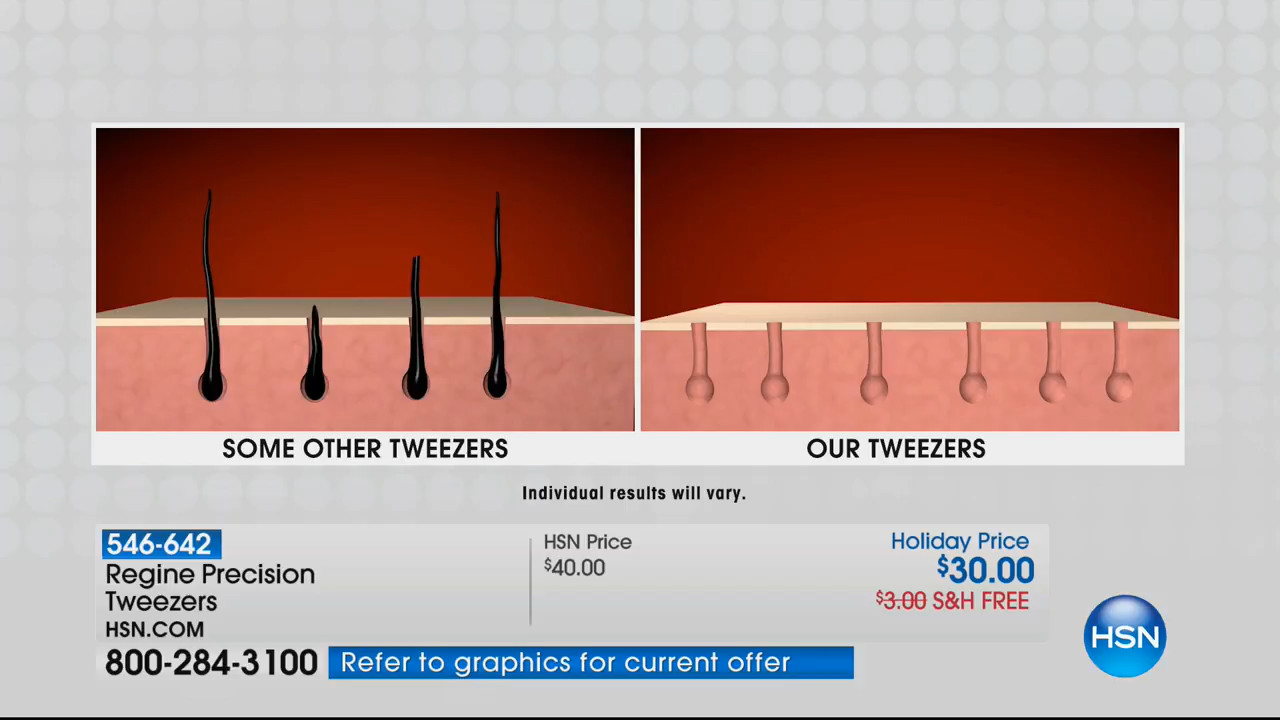 SOME OTHER TWEEZERS
OUR TWEEZERS
Individual results will vary.
546-642
Regine Precision
Tweezers
HSN.COM
800-284-3100
HSN Price
$40.00
Holiday Price
$30.00
$3.00 S&H FREE
Refer to graphics for current offer
HSN